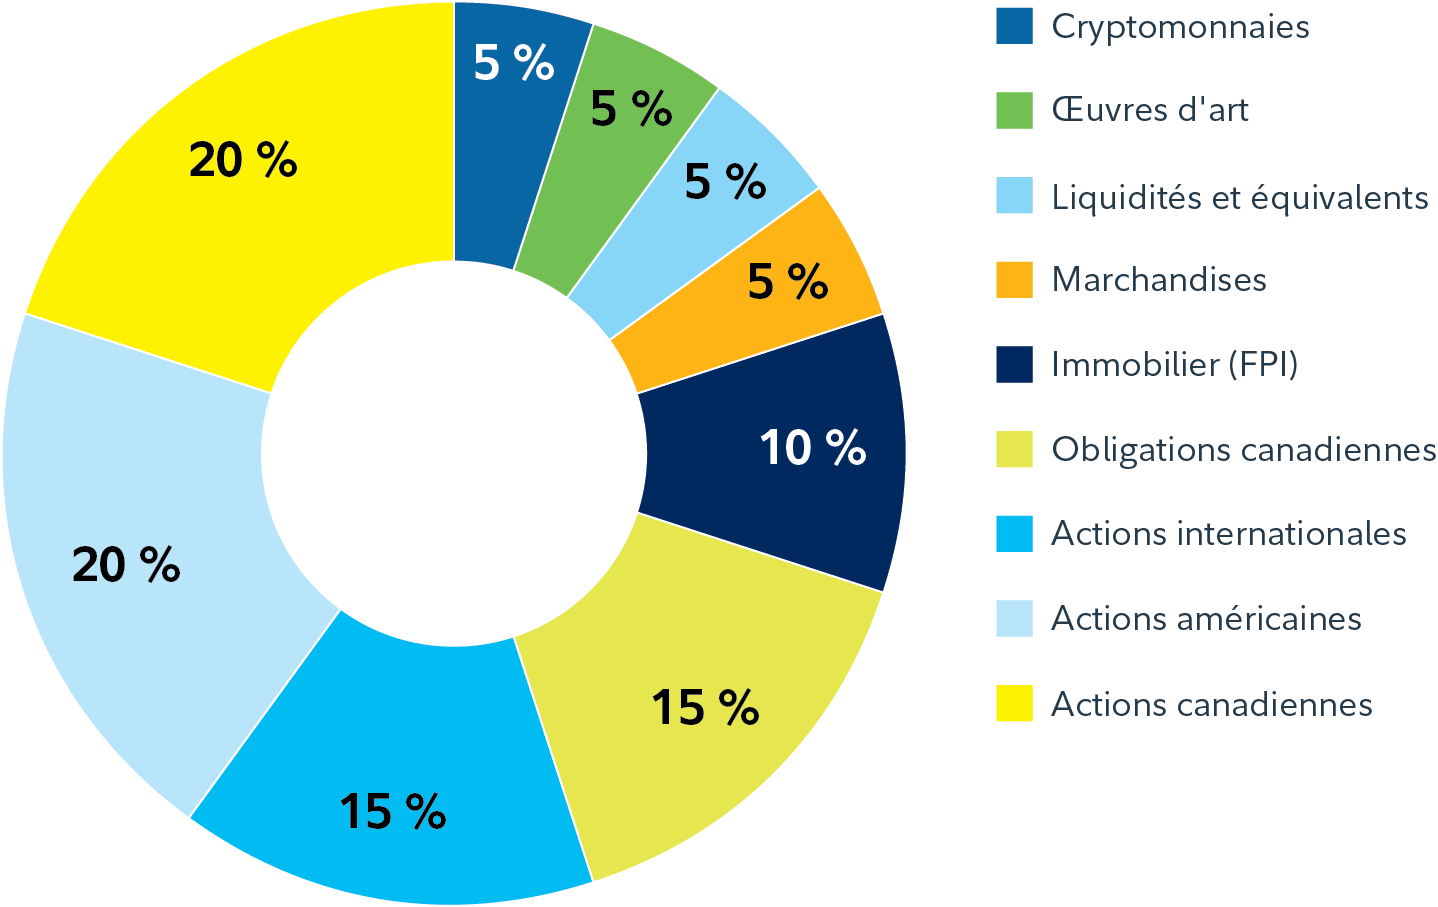 5 %
5 %
5 %
5 %
10 %
15 %
15 %
20 %
20 %
Cryptomonnaies
Œuvres d'art
Liquidités et équivalents
Marchandises
Immobilier (FPI)
Obligations canadiennes
Actions internationales
Actions américaines
Actions canadiennes